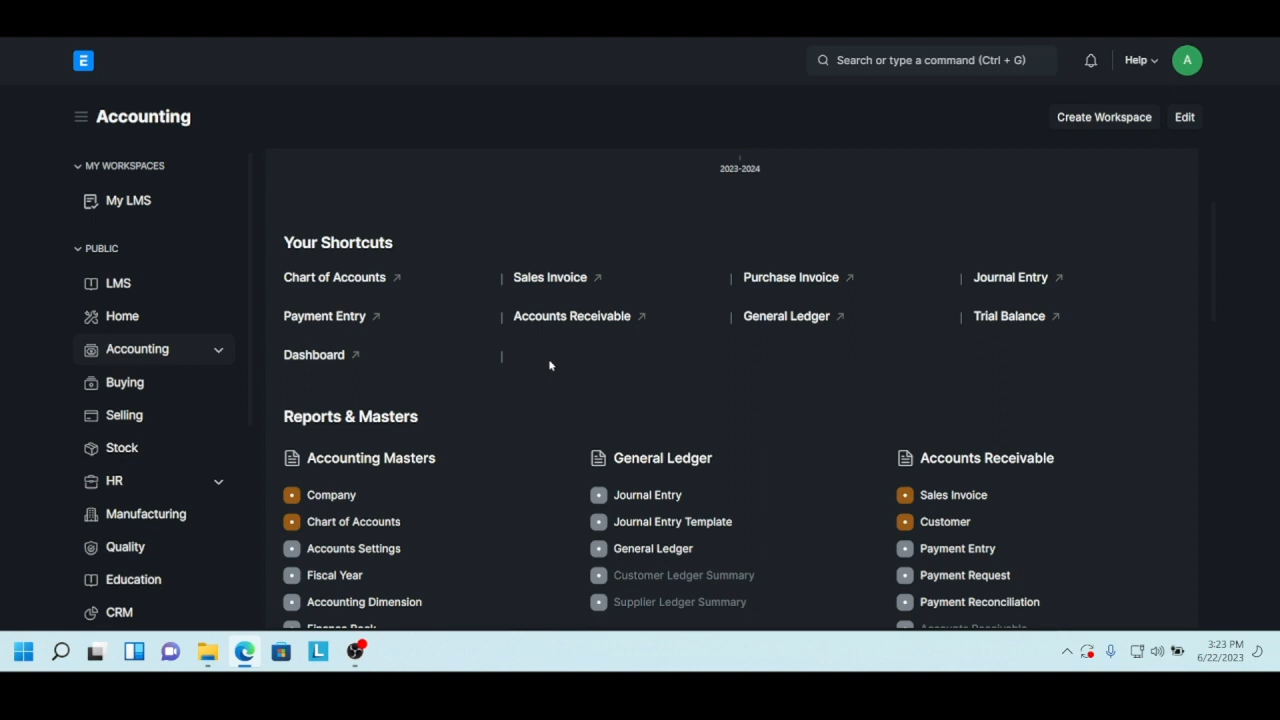 E
Search or type a command (Ctrl + G)
Help
A
Accounting
Create Workspace
Edit
MY WORKSPACES
My LMS
PUBLIC
LMS
Home
Accounting
Buying
Selling
Stock
HR
Manufacturing
Quality
Education
CRM
2023-2024
Your Shortcuts
Chart of Accounts
Sales Invoice
Purchase Invoice
Journal Entry
Payment Entry
Accounts Receivable
General Ledger
Trial Balance
Dashboard
Reports & Masters
Accounting Masters
Company
Chart of Accounts
Accounts Settings
Fiscal Year
Accounting Dimension
Finance Book
General Ledger
Journal Entry
Journal Entry Template
General Ledger
Customer Ledger Summary
Supplier Ledger Summary
Accounts Receivable
Sales Invoice
Customer
Payment Entry
Payment Request
Payment Reconciliation
Accounts Receivable
L
3:23 PM
6/22/2023